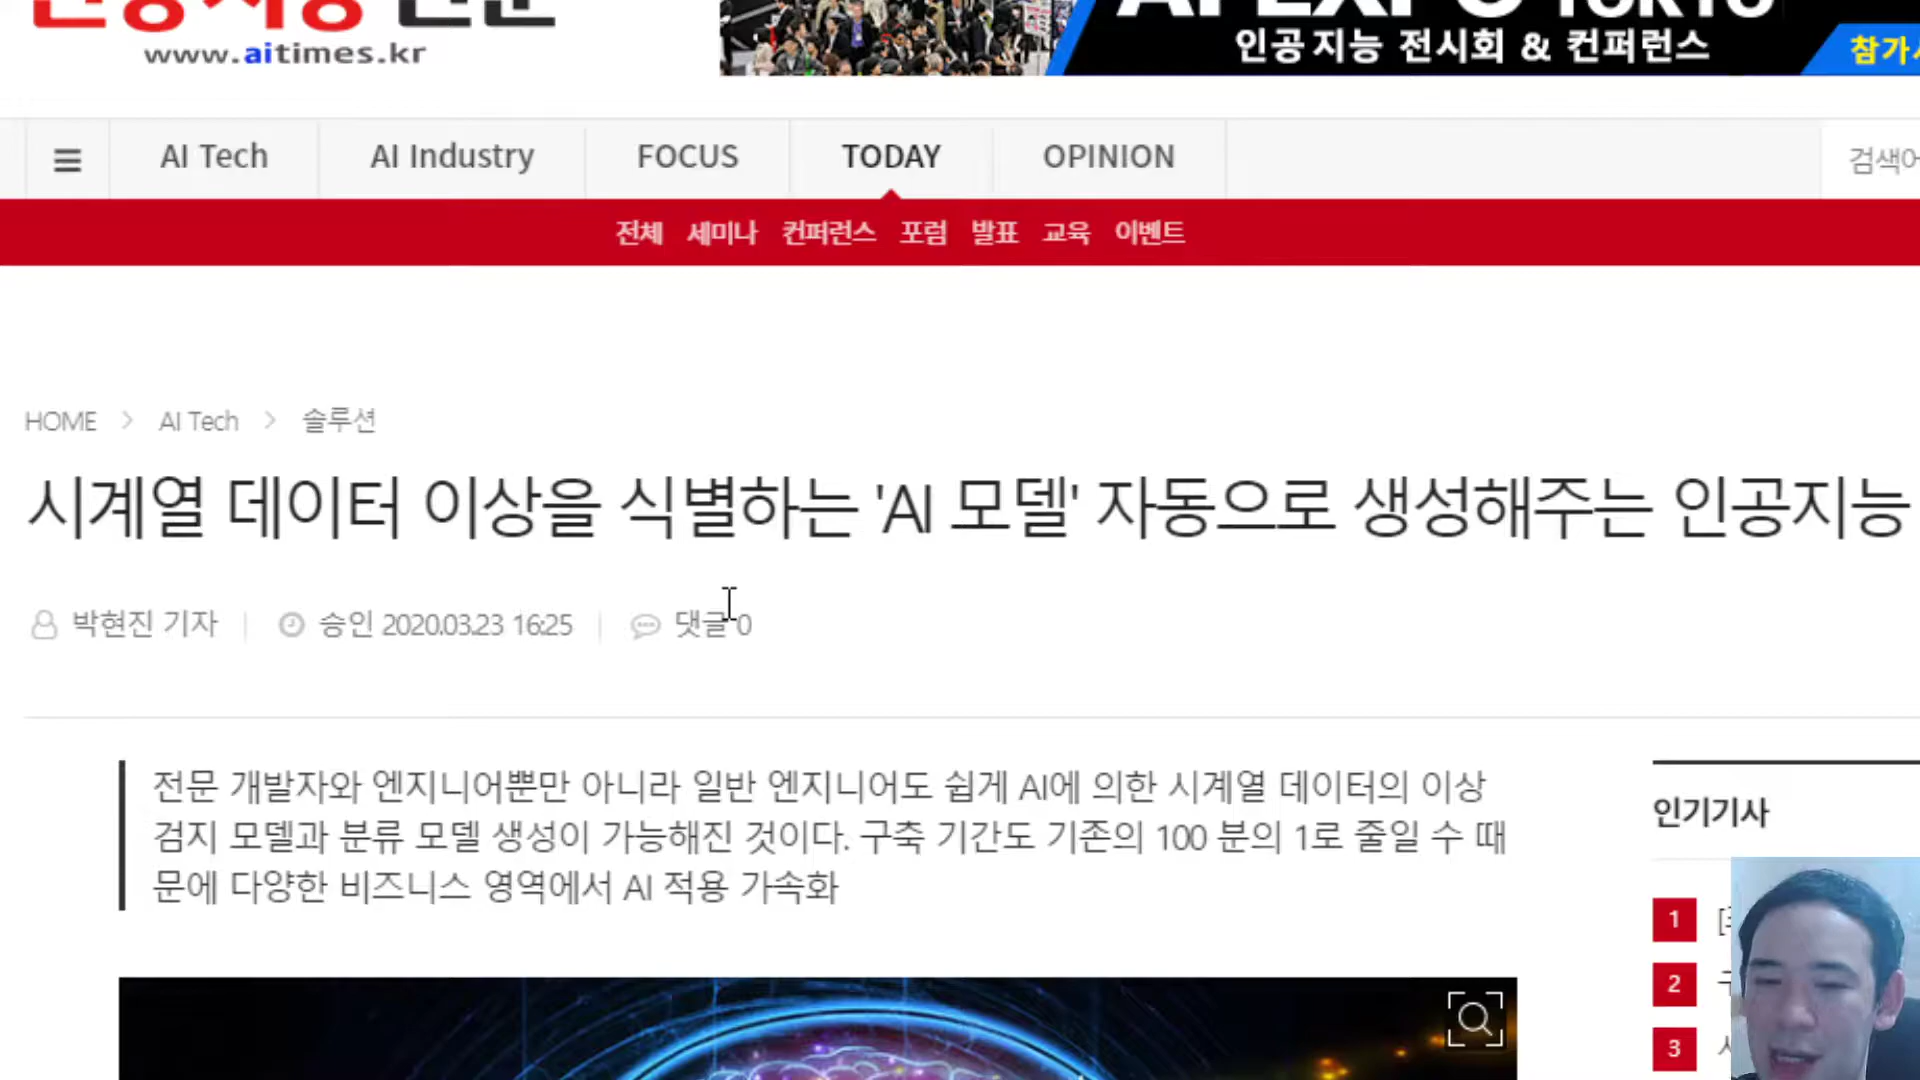 www.aitimes.kr
인공지능 전시회 & 컨퍼런스
AI Tech
AI Industry
FOCUS
TODAY
OPINION
전체 세미나 컨퍼런스 포럼 발표 교육 이벤트
HOME > AI Tech > 솔루션
시계열 데이터 이상을 식별하는 'AI 모델' 자동으로 생성해주는 인공지능
박현진 기자
승인 2020.03.23 16:25
댓글 0
전문 개발자와 엔지니어뿐만 아니라 일반 엔지니어도 쉽게 AI에 의한 시계열 데이터의 이상
검지 모델과 분류 모델 생성이 가능해진 것이다. 구축 기간도 기존의 100 분의 1로 줄일 수 때
문에 다양한 비즈니스 영역에서 AI 적용 가속화
인기기사
1
2
3